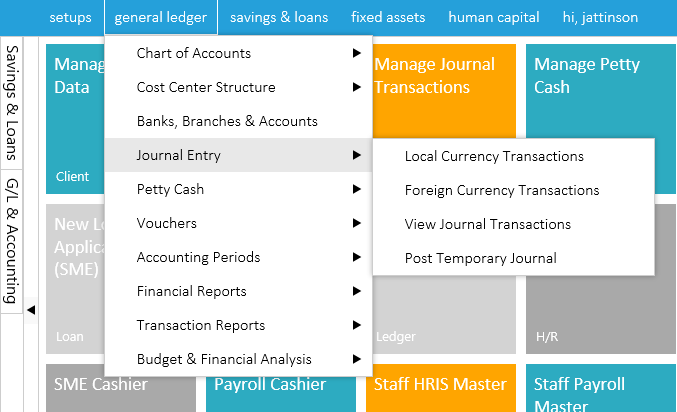 setups
general ledger
savings & loans
fixed assets
human capital
hi, jattinson
Savings & Loans
G/L & Accounting
Manag
Data
Client
New Lo
Applica
(SME)
Loan
SME Cashier
Chart of Accounts
Cost Center Structure
Banks, Branches & Accounts
Journal Entry
Petty Cash
Vouchers
Accounting Periods
Financial Reports
Transaction Reports
Budget & Financial Analysis
Local Currency Transactions
Foreign Currency Transactions
View Journal Transactions
Post Temporary Journal
Manage Journal
Transactions
Manage Petty
Cash
Ledger
H/R
Payroll Cashier
Staff HRIS Master
Staff Payroll
Master